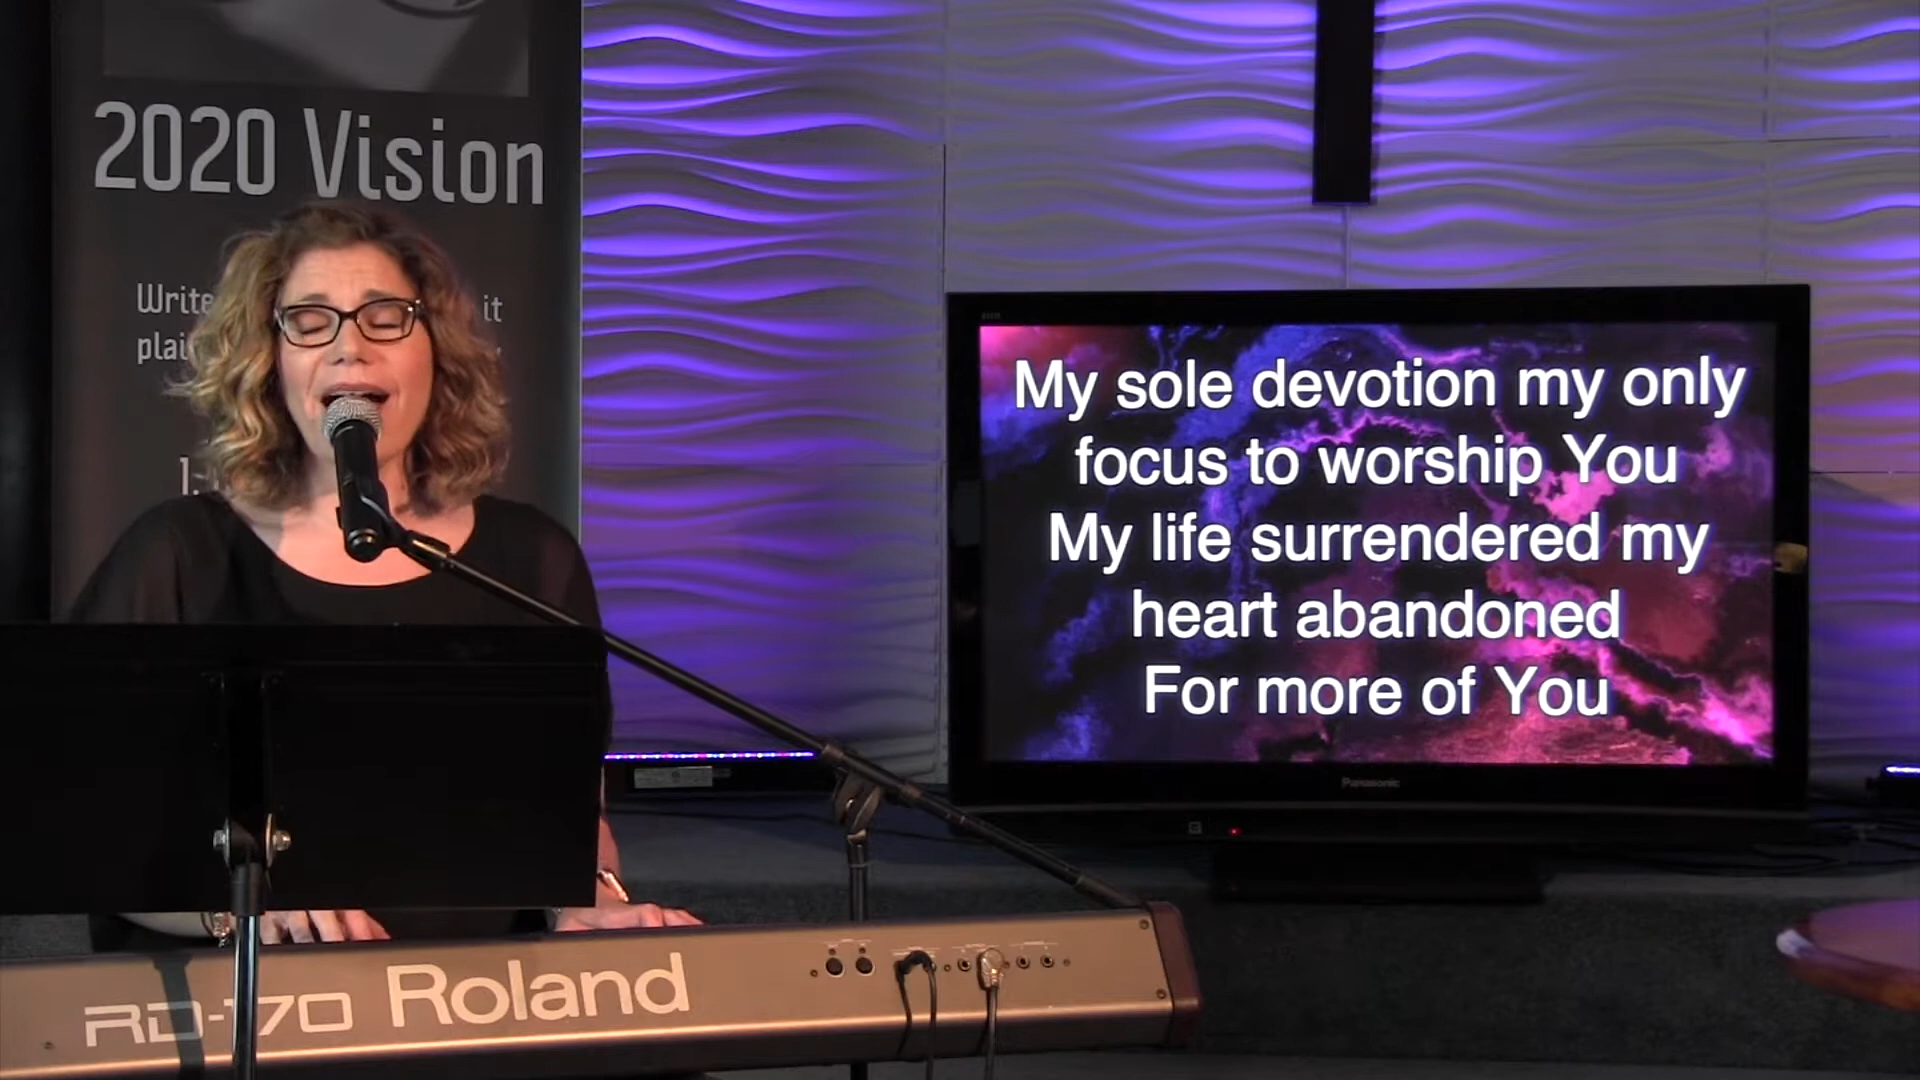 2020 Vision
Write
it
plai
My sole devotion my only
focus to worship You
My life surrendered my
heart abandoned
For more of You
Panasonic
RD-170 Roland